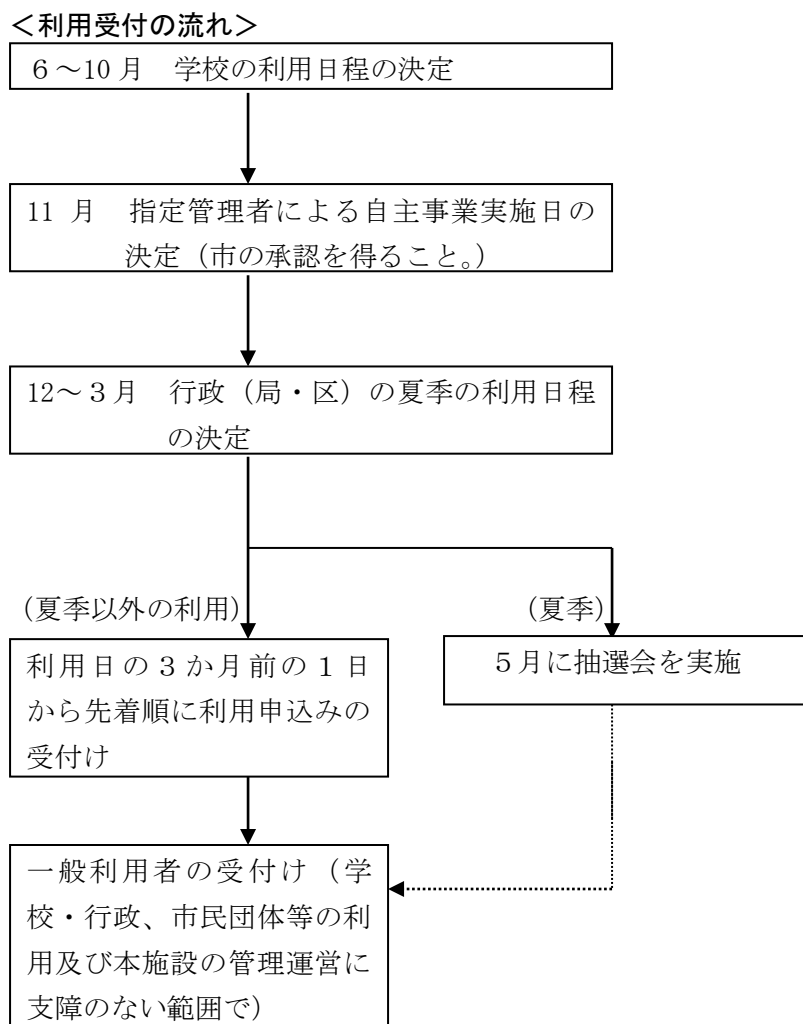 ＜利用受付の流れ＞
６～10月　学校の利用日程の決定
11 月　指定管理者による自主事業実施日の
決定（市の承認を得ること。）
12～３月　行政（局・区）の夏季の利用日程
の決定
（夏季以外の利用）
（夏季）
利用日の３か月前の１日
から先着順に利用申込みの
受付け
５月に抽選会を実施
一般利用者の受付け（学
校・行政、市民団体等の利
用及び本施設の管理運営に
支障のない範囲で）